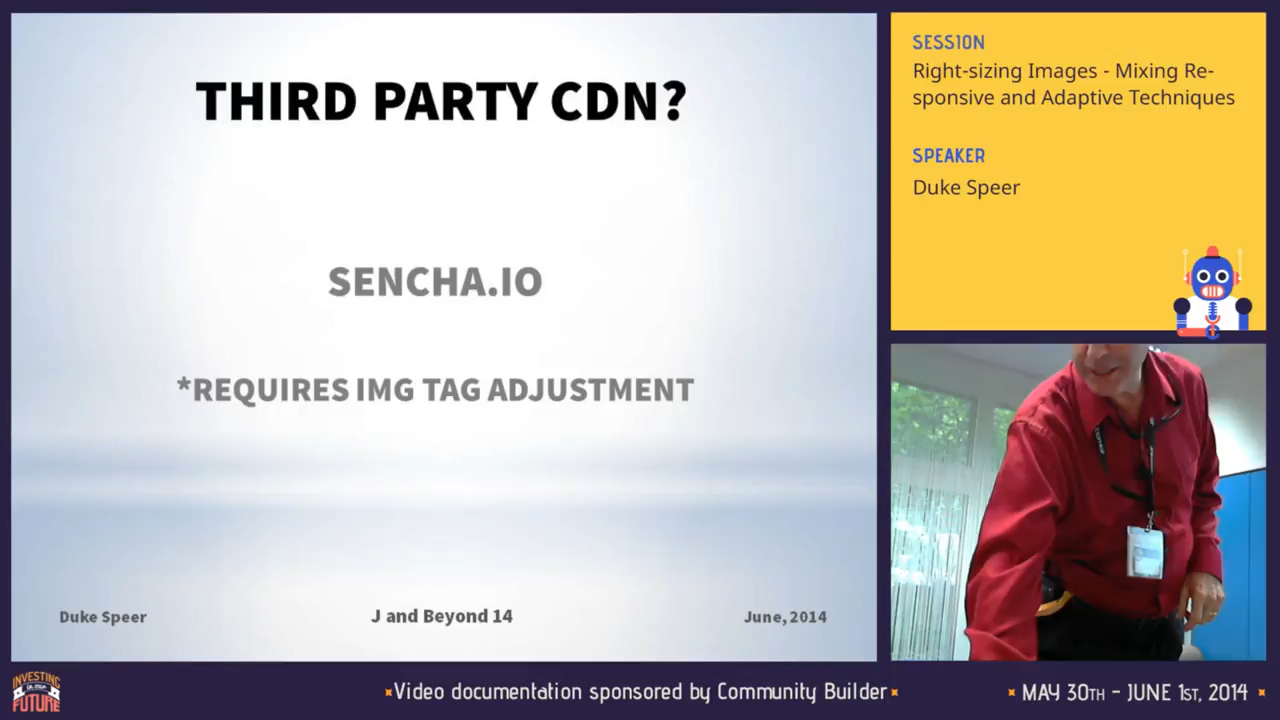 THIRD PARTY CDN?
SENCHA.IO
*REQUIRES IMG TAG ADJUSTMENT
Duke Speer
J and Beyond 14
June, 2014
SESSION
Right-sizing Images - Mixing Re-
sponsive and Adaptive Techniques
SPEAKER
Duke Speer
INVESTING
IN OUR
FUTURE
Video documentation sponsored by Community Builder
MAY 30TH - JUNE 1ST, 2014